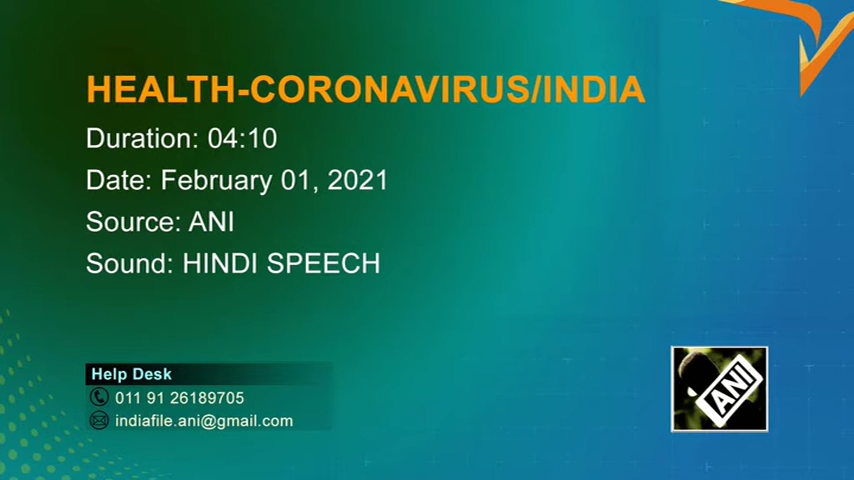 HEALTH-CORONAVIRUS/INDIA
Duration: 04:10
Date: February 01, 2021
Source: ANI
Sound: HINDI SPEECH
Help Desk
011 91 26189705
indiafile.ani@gmail.com
ANI